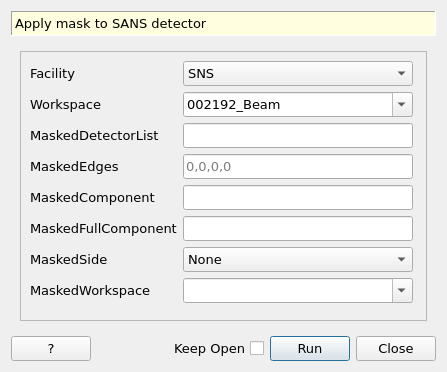 Apply mask to SANS detector
Facility SNS
Workspace 002192_Beam
MaskedDetectorList
MaskedEdges 0,0,0,0
MaskedComponent
MaskedFullComponent
MaskedSide None
MaskedWorkspace
? Keep Open Run Close